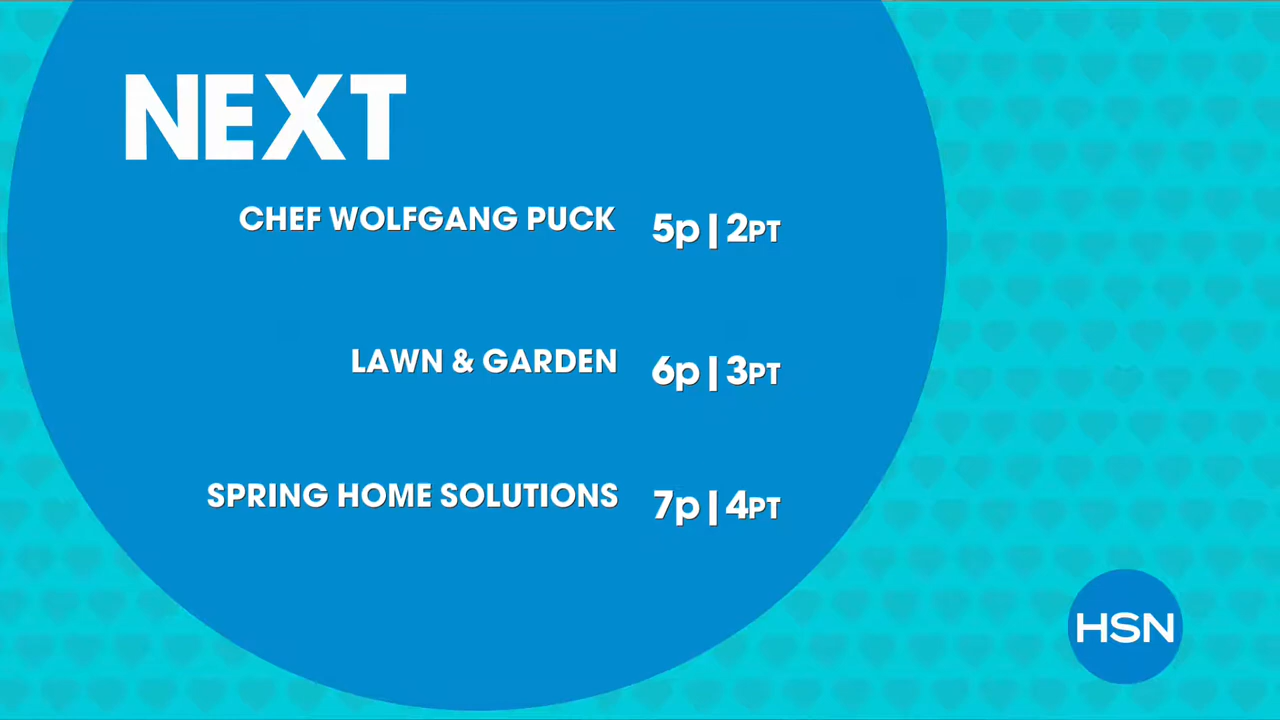 NEXT
CHEF WOLFGANG PUCK 5p | 2PT
LAWN & GARDEN 6p | 3PT
SPRING HOME SOLUTIONS 7p | 4PT
HSN